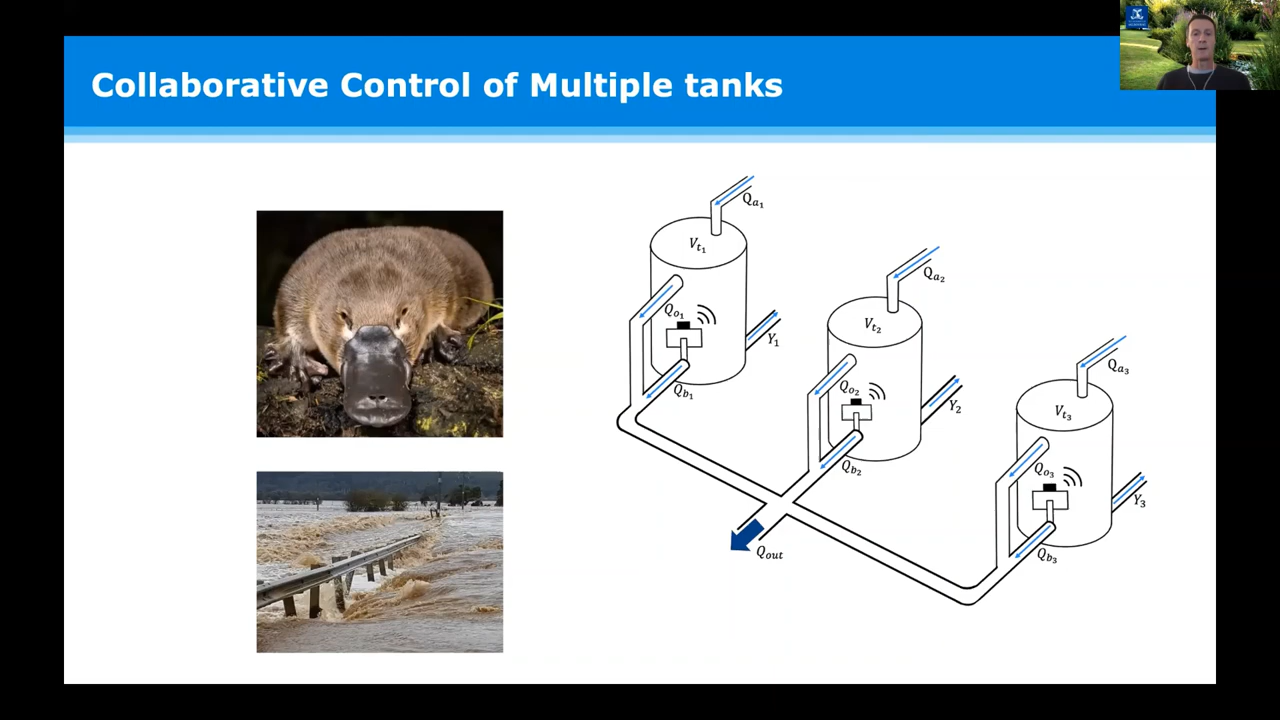 Collaborative Control of Multiple tanks
Qa1
Vt1
Qo1
Y1
Qb1
Qa2
Vt2
Qo2
Y2
Qb2
Qa3
Vt3
Qo3
Y3
Qb3
Qout